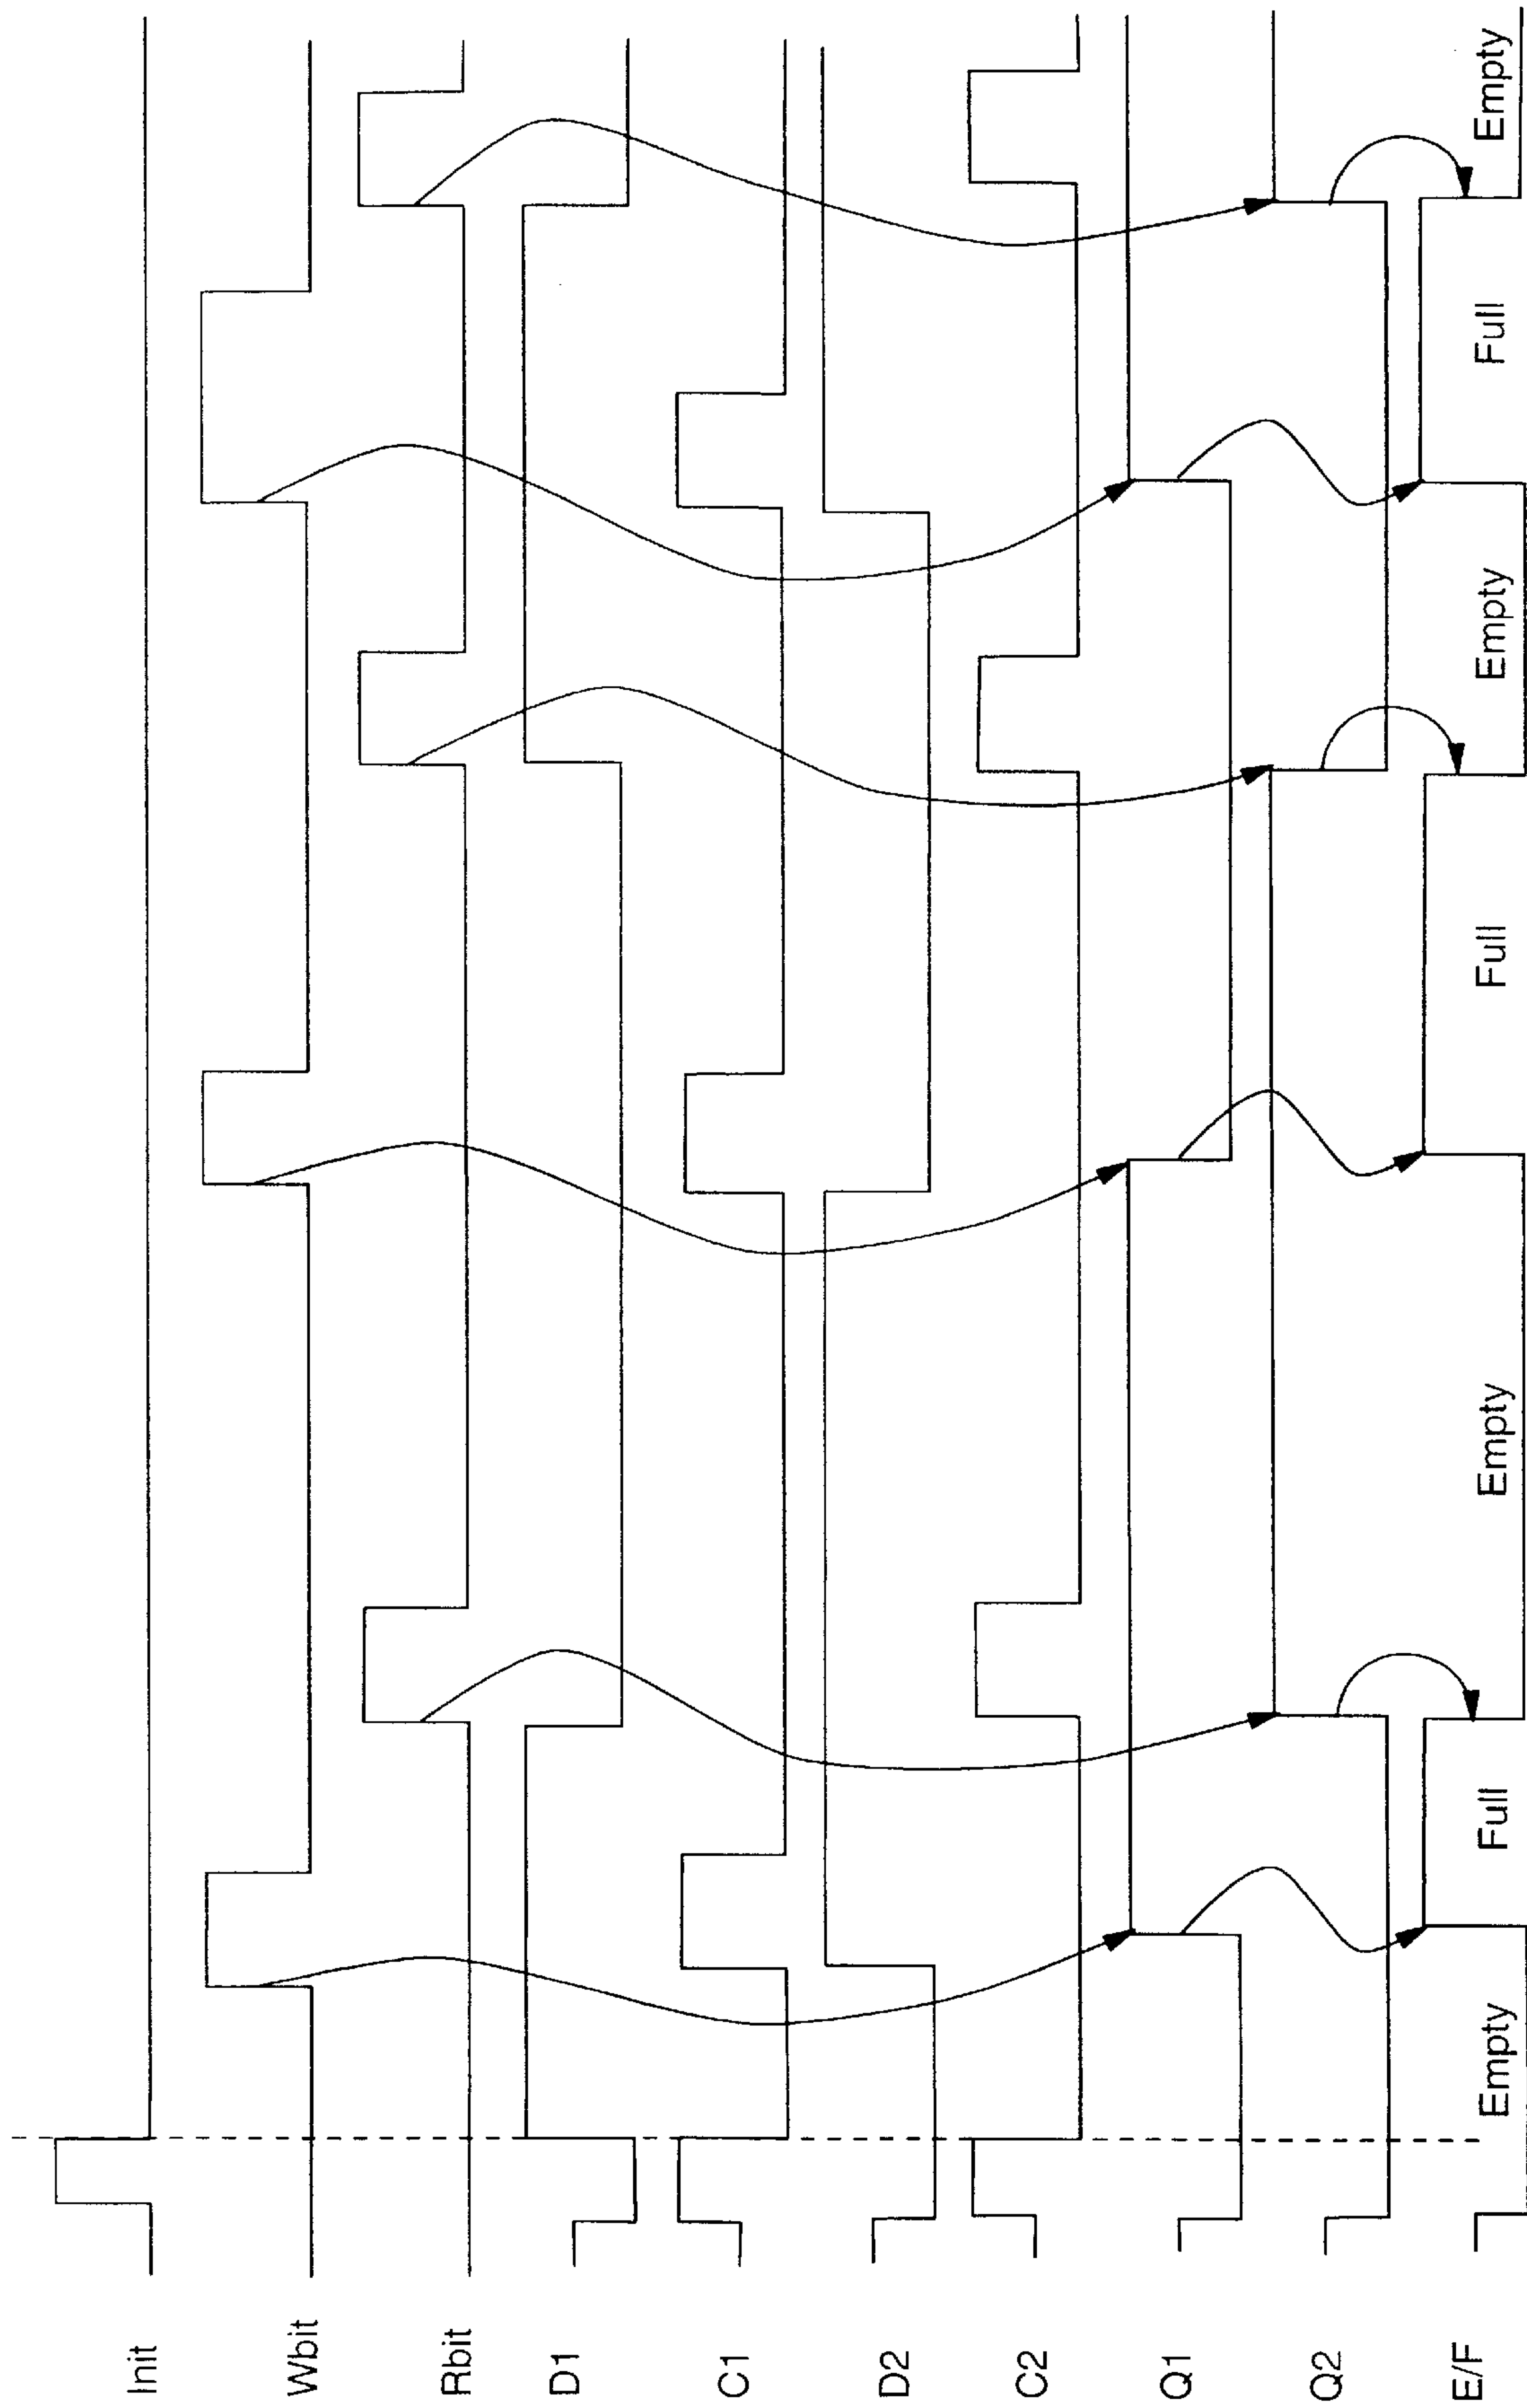 Init
Wbit
Rbit
D1
C1
D2
C2
Q1
Q2
E/F
Empty
Full
Empty
Full
Empty
Full
Empty